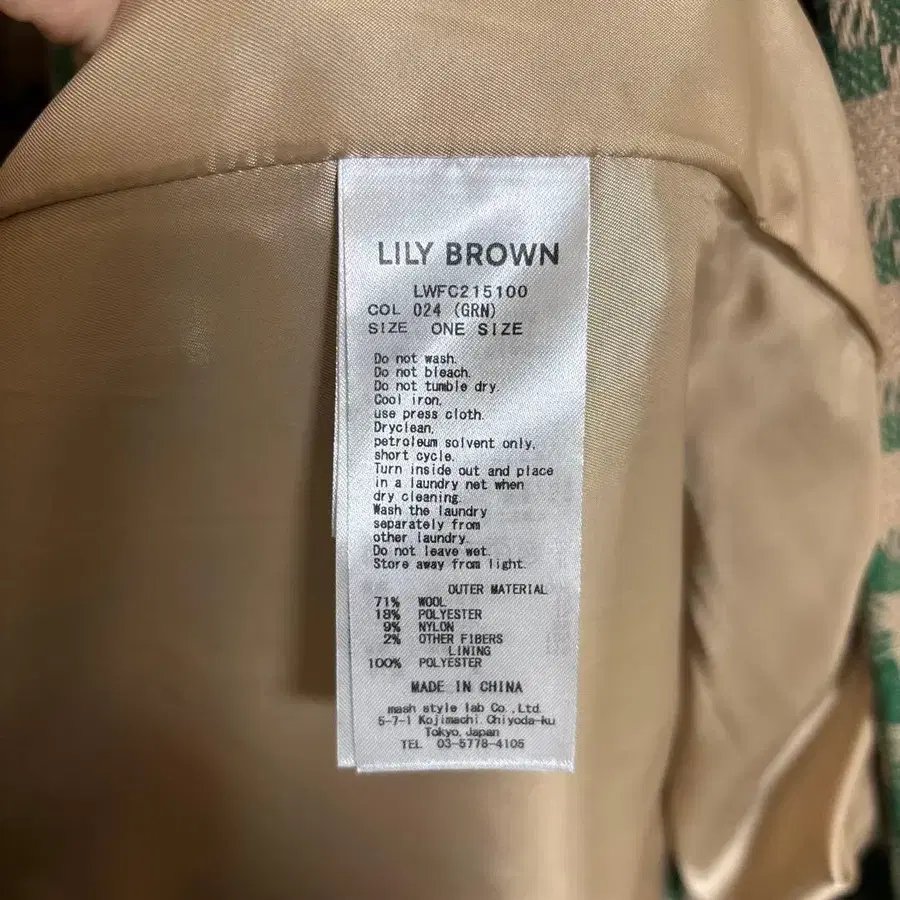 LILY BROWN
LWFC215100
COL 024 (GRN)
SIZE ONE SIZE
Do not wash.
Do not bleach.
Do not tumble dry.
Cool iron,
use press cloth.
Dryclean,
petroleum solvent only,
short cycle.
Turn inside out and place
in a laundry net when
dry cleaning.
Wash the laundry
separately from
other laundry.
Do not leave wet.
Store away from light.
OUTER MATERIAL
71% WOOL
18% POLYESTER
9% NYLON
2% OTHER FIBERS
LINING
100% POLYESTER
MADE IN CHINA
mash style lab Co.,Ltd.
5-7-1 Kojimachi, Chiyoda-ku
Tokyo, Japan
TEL 03-5778-4105